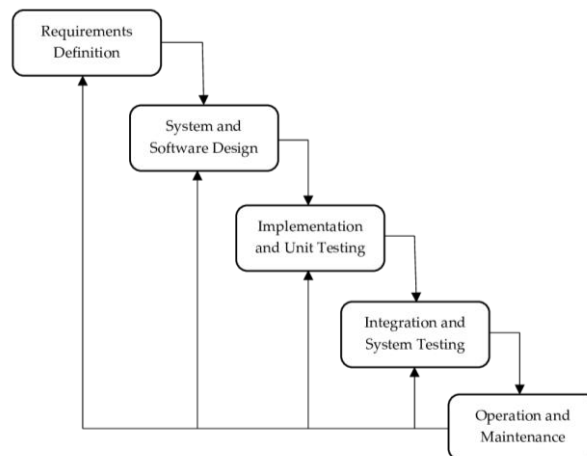 Requirements
Definition
System and
Software Design
Implementation
and Unit Testing
Integration and
System Testing
Operation and
Maintenance